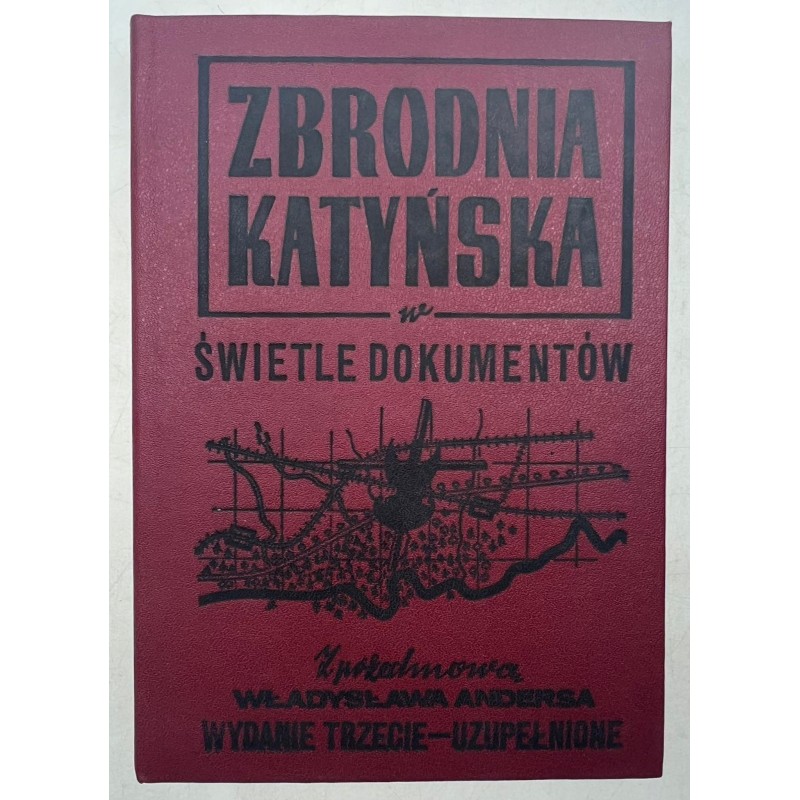 ZBRODNIA
KATYŃSKA
w
ŚWIETLE DOKUMENTÓW
Z przedmową
WŁADYSŁAWA ANDERSA
WYDANIE TRZECIE—UZUPEŁNIONE